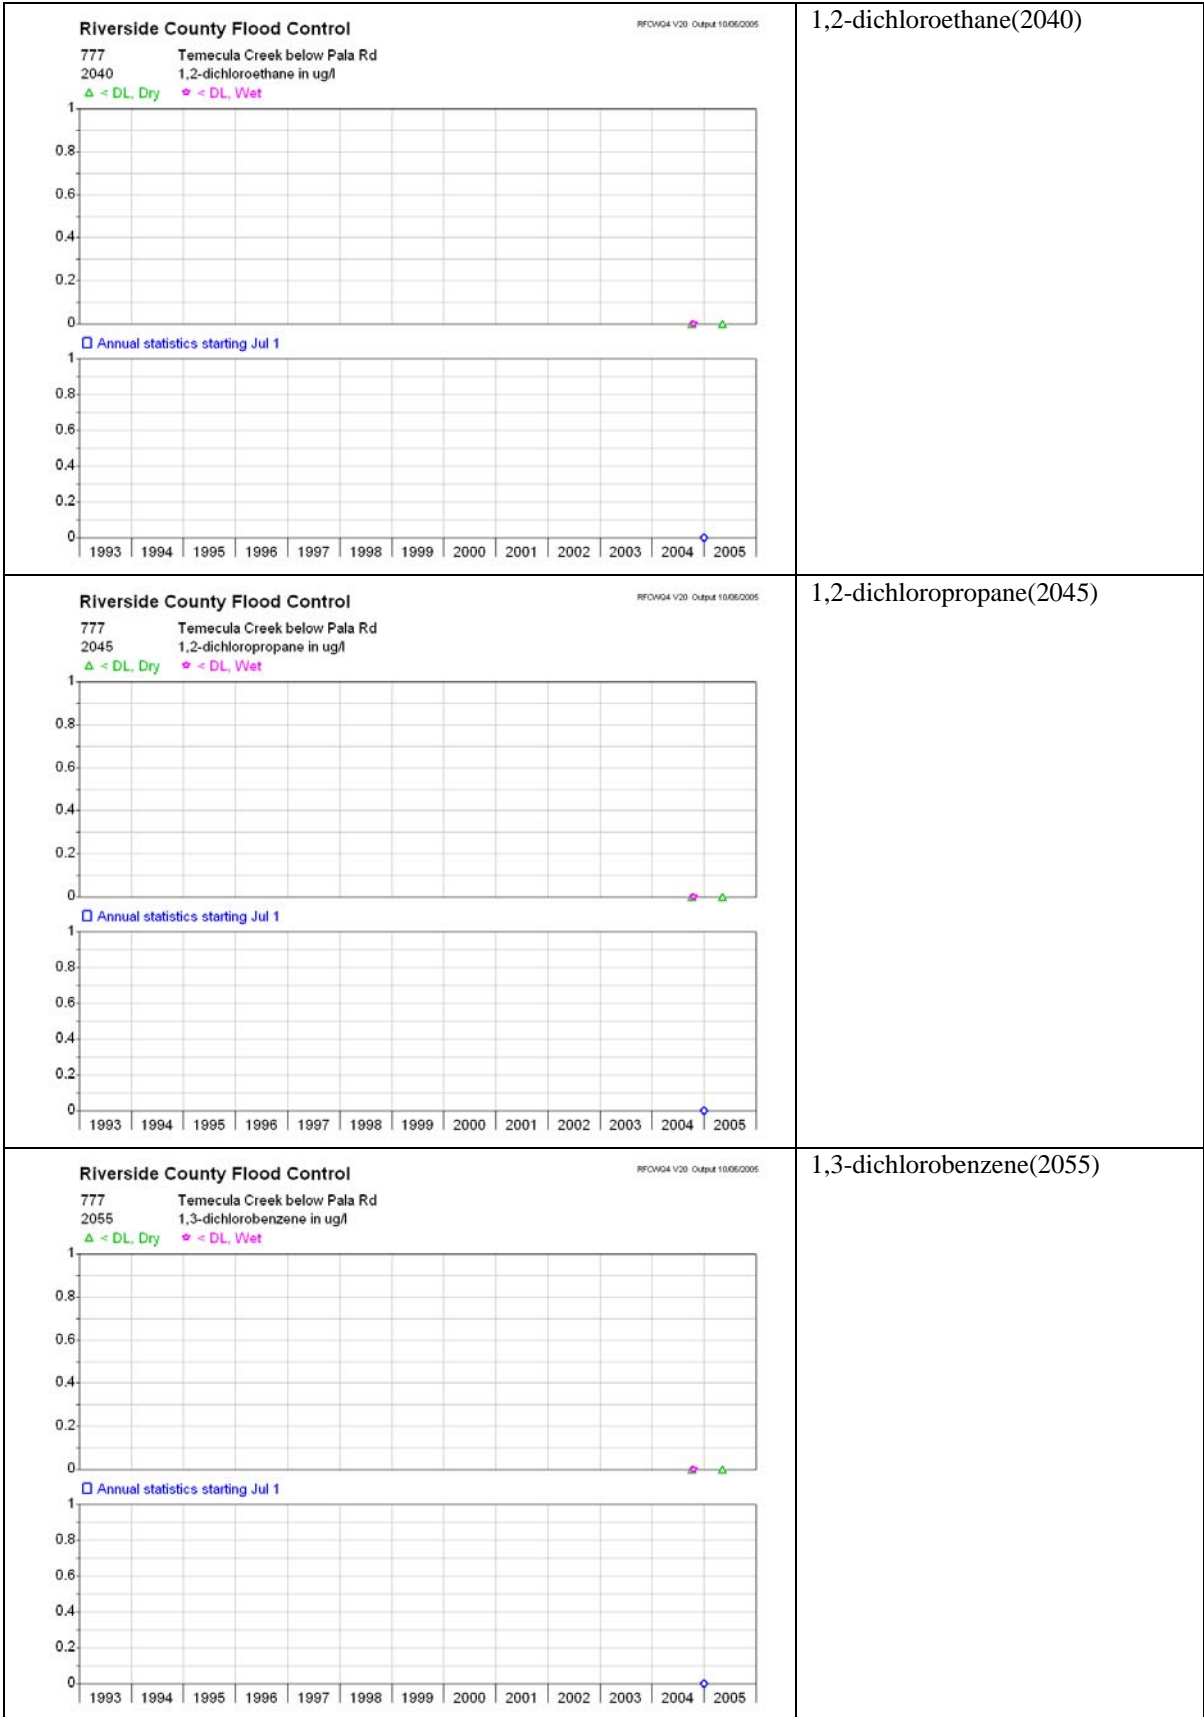 Riverside County Flood Control
RFCWQ4 V20 Output 10/06/2005
777 Temecula Creek below Pala Rd
2040 1,2-dichloroethane in ug/l
< DL, Dry < DL, Wet
1
0.8
0.6
0.4
0.2
0
Annual statistics starting Jul 1
1
0.8
0.6
0.4
0.2
0
1993 1994 1995 1996 1997 1998 1999 2000 2001 2002 2003 2004 2005
1,2-dichloroethane(2040)
Riverside County Flood Control
RFCWQ4 V20 Output 10/06/2005
777 Temecula Creek below Pala Rd
2045 1,2-dichloropropane in ug/l
< DL, Dry < DL, Wet
1
0.8
0.6
0.4
0.2
0
Annual statistics starting Jul 1
1
0.8
0.6
0.4
0.2
0
1993 1994 1995 1996 1997 1998 1999 2000 2001 2002 2003 2004 2005
1,2-dichloropropane(2045)
Riverside County Flood Control
RFCWQ4 V20 Output 10/06/2005
777 Temecula Creek below Pala Rd
2055 1,3-dichlorobenzene in ug/l
< DL, Dry < DL, Wet
1
0.8
0.6
0.4
0.2
0
Annual statistics starting Jul 1
1
0.8
0.6
0.4
0.2
0
1993 1994 1995 1996 1997 1998 1999 2000 2001 2002 2003 2004 2005
1,3-dichlorobenzene(2055)